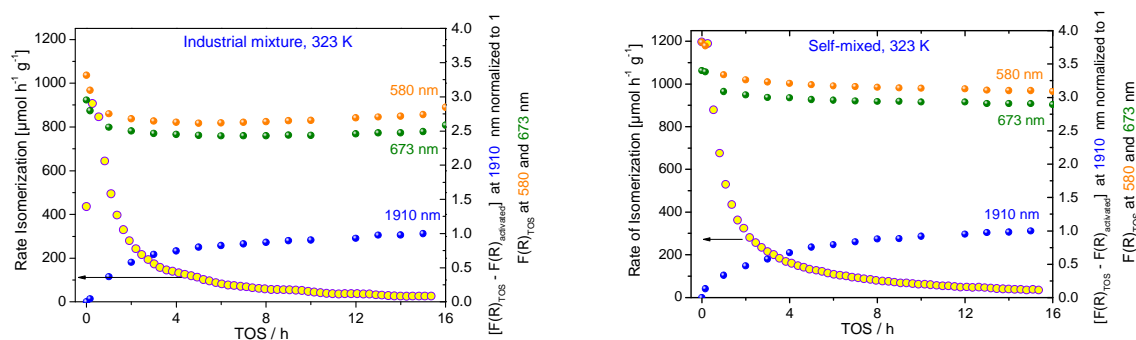 Industrial mixture, 323 K
580 nm
673 nm
1910 nm
Rate Isomerization [µmol h⁻¹ g⁻¹]
1200
1000
800
600
400
200
0
0 4 8 12 16
TOS / h
4.0
3.5
3.0
2.5
2.0
1.5
1.0
0.5
0.0
[F(R)TOS - F(R)activated] at 1910 nm normalized to 1
F(R)TOS at 580 and 673 nm
Self-mixed, 323 K
580 nm
673 nm
1910 nm
Rate of Isomerization [µmol h⁻¹ g⁻¹]
1200
1000
800
600
400
200
0
0 2 4 6 8 10 12 14 16
TOS / h
4.0
3.5
3.0
2.5
2.0
1.5
1.0
0.5
0.0
[F(R)TOS - F(R)activated] at 1910 nm normalized to 1
F(R)TOS at 580 and 673 nm